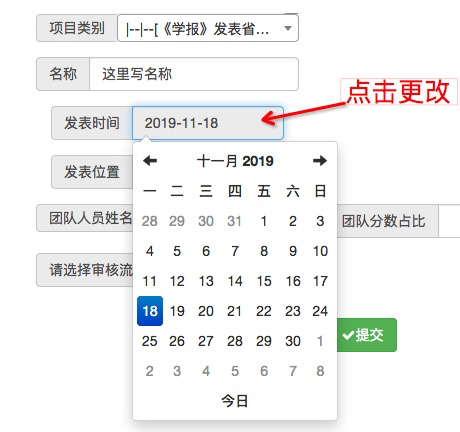 项目类别 |--|--[《学报》发表省...
名称 这里写名称
点击更改
发表时间 2019-11-18
发表位置
十一月 2019
一 二 三 四 五 六 日
28 29 30 31 1 2 3
4 5 6 7 8 9 10
11 12 13 14 15 16 17
18 19 20 21 22 23 24
25 26 27 28 29 30 1
2 3 4 5 6 7 8
今日
团队人员姓名 团队分数占比
请选择审核流
提交